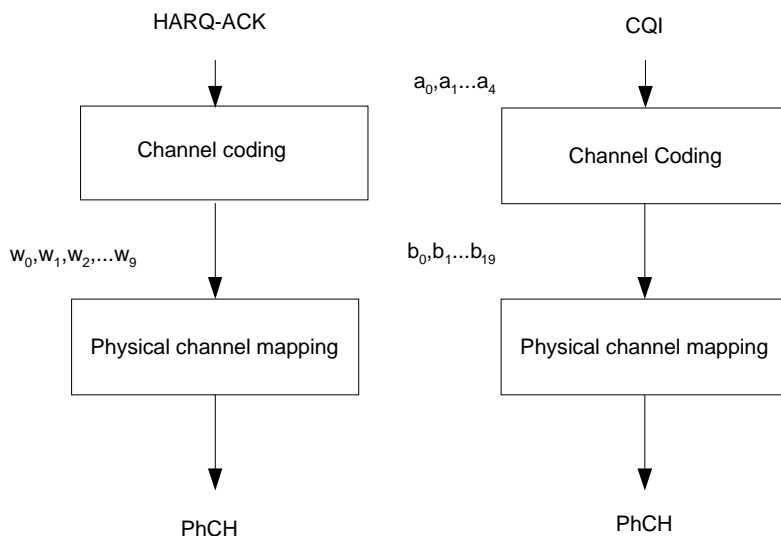 HARQ-ACK
Channel coding
w0,w1,w2,...w9
Physical channel mapping
PhCH
CQI
a0,a1...a4
Channel Coding
b0,b1...b19
Physical channel mapping
PhCH